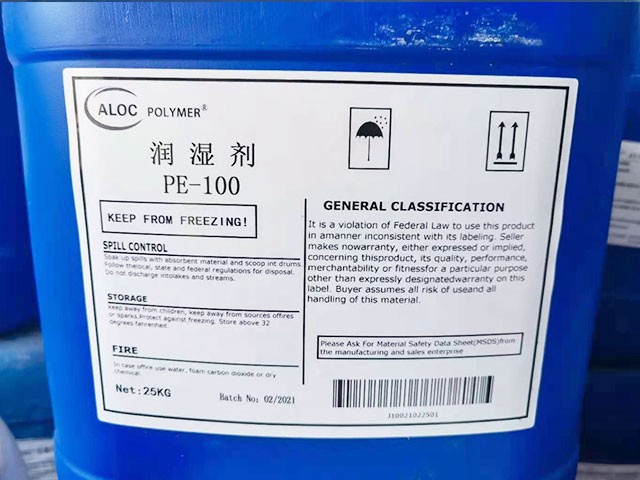 ALOC POLYMER®
润湿剂
PE-100
KEEP FROM FREEZING!
SPILL CONTROL
Soak up spills with absorbent material and scoop int drums.
Follow thelocal, state and federal regulations for disposal.
Do not discharge intolakes and streams.
STORAGE
Keep away from children, keep away from sources offires
or sparks.Protect against freezing. Store above 32
degrees fahrenheit.
FIRE
In case offire use water, foam carbon dioxide or dry
chemical.
Net:25KG
Batch No: 02/2021
GENERAL CLASSIFICATION
It is a violation of Federal Law to use this product
in amanner inconsistent with its labeling. Seller
makes nowarranty, either expressed or implied,
concerning thisproduct, its quality, performance,
merchantability or fitnessfor a particular purpose
other than expressly designatedwarranty on this
label. Buyer assumes all risk of useand all
handling of this material.
Please Ask For Material Safety Data Sheet(MSDS)from
the manufacturing and sales enterprise
J10021022501